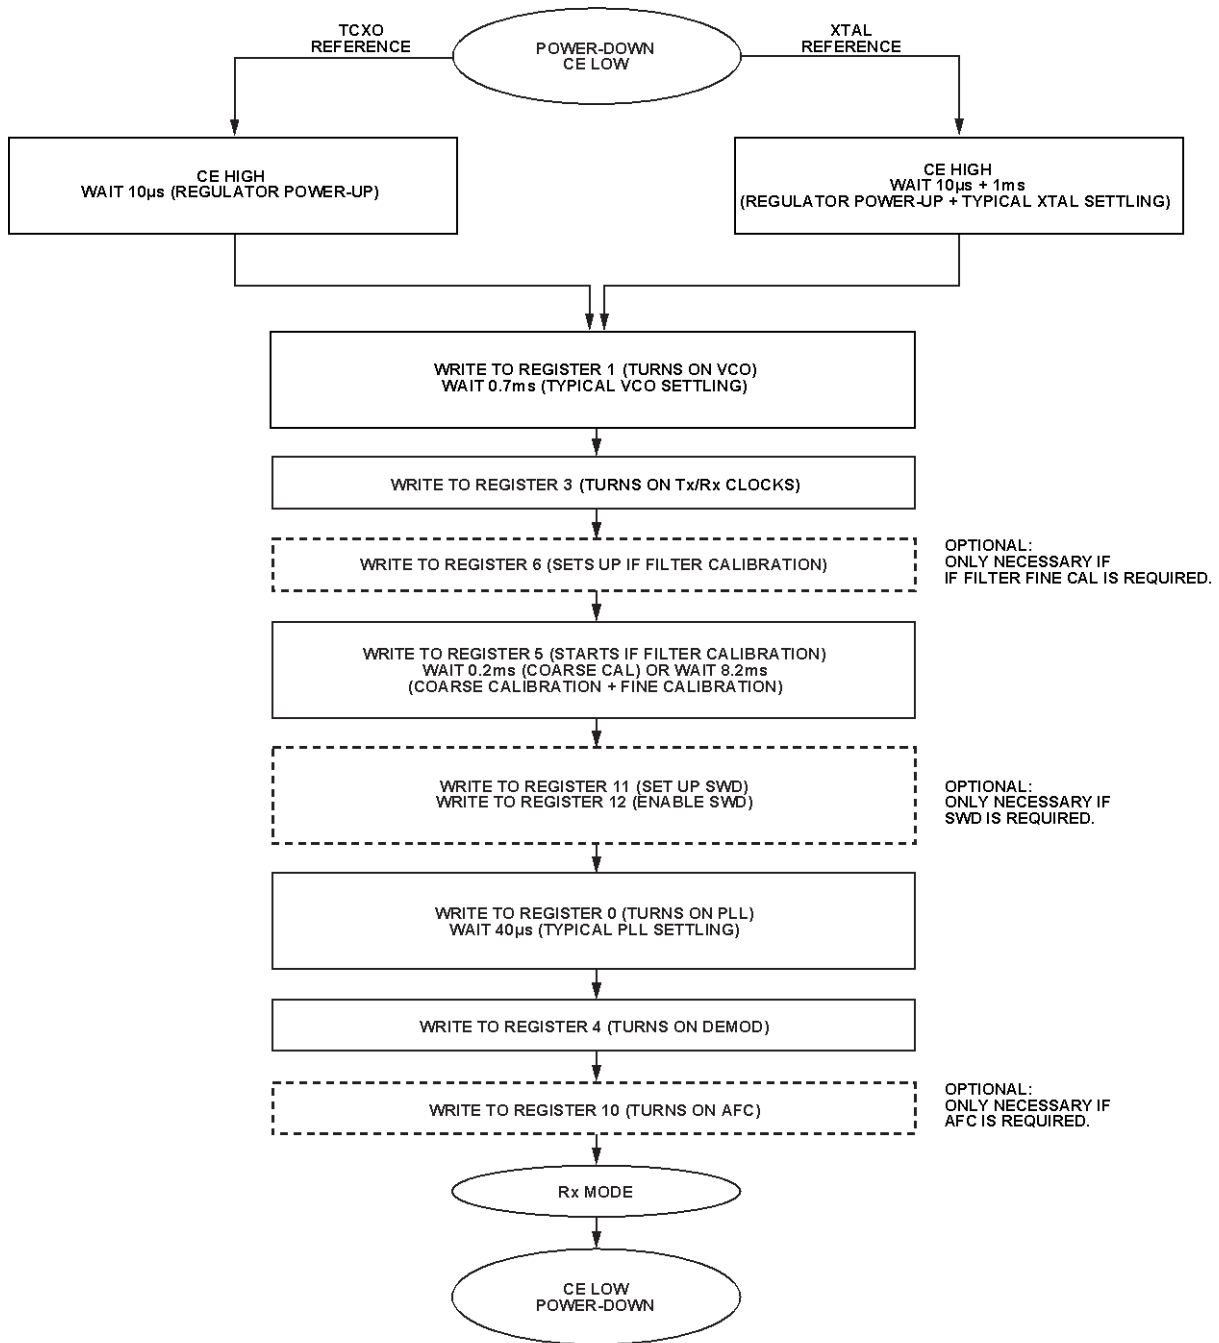 TCXO
REFERENCE
POWER-DOWN
CE LOW
XTAL
REFERENCE
CE HIGH
WAIT 10µs (REGULATOR POWER-UP)
CE HIGH
WAIT 10µs + 1ms
(REGULATOR POWER-UP + TYPICAL XTAL SETTLING)
WRITE TO REGISTER 1 (TURNS ON VCO)
WAIT 0.7ms (TYPICAL VCO SETTLING)
WRITE TO REGISTER 3 (TURNS ON Tx/Rx CLOCKS)
WRITE TO REGISTER 6 (SETS UP IF FILTER CALIBRATION)
OPTIONAL:
ONLY NECESSARY IF
IF FILTER FINE CAL IS REQUIRED.
WRITE TO REGISTER 5 (STARTS IF FILTER CALIBRATION)
WAIT 0.2ms (COARSE CAL) OR WAIT 8.2ms
(COARSE CALIBRATION + FINE CALIBRATION)
WRITE TO REGISTER 11 (SET UP SWD)
WRITE TO REGISTER 12 (ENABLE SWD)
OPTIONAL:
ONLY NECESSARY IF
SWD IS REQUIRED.
WRITE TO REGISTER 0 (TURNS ON PLL)
WAIT 40µs (TYPICAL PLL SETTLING)
WRITE TO REGISTER 4 (TURNS ON DEMOD)
WRITE TO REGISTER 10 (TURNS ON AFC)
OPTIONAL:
ONLY NECESSARY IF
AFC IS REQUIRED.
Rx MODE
CE LOW
POWER-DOWN